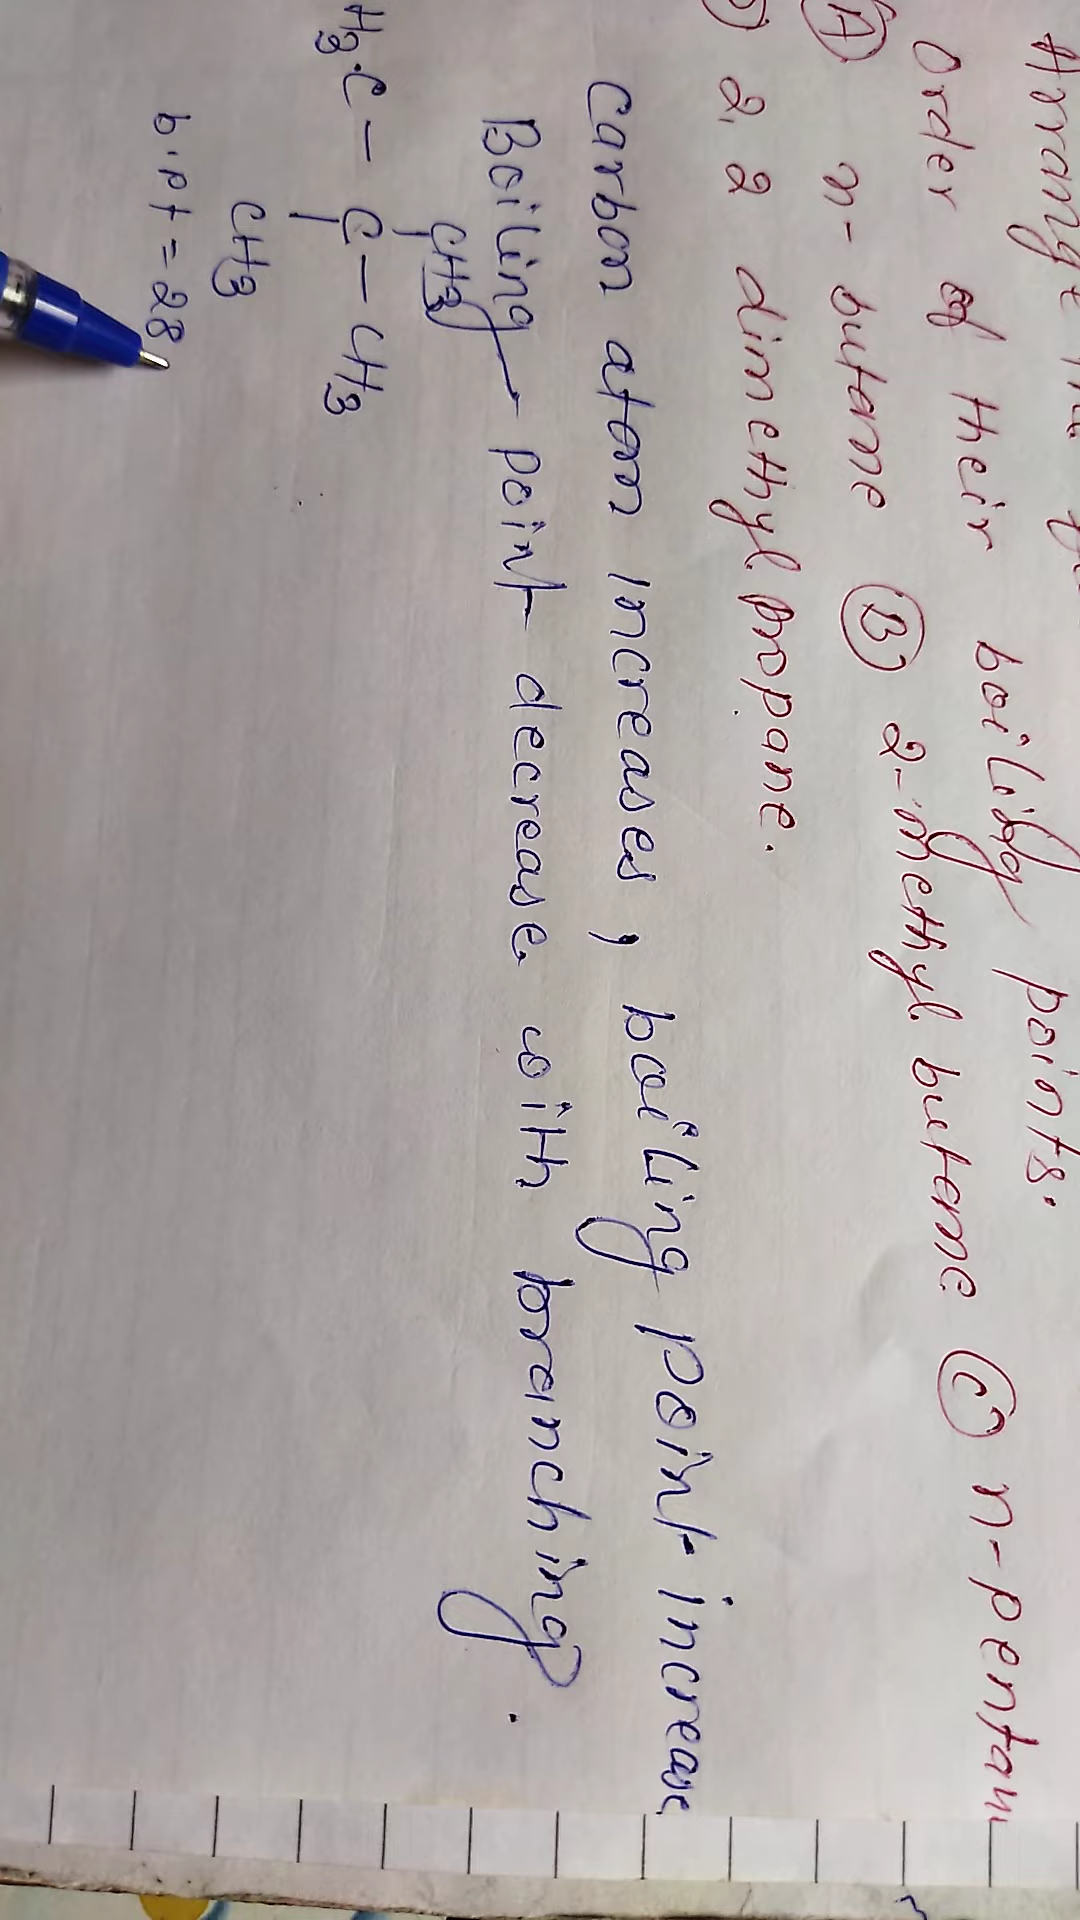 Arrange the
order of their boiling points.
(A) n-butane (B) 2-methyl butane (C) n-pentan
2,2 dimethyl propane.
Carbon atom increases, boiling point increase
Boiling point decrease with branching.
CH3
H3C-C-CH3
CH3
b.pt = 28